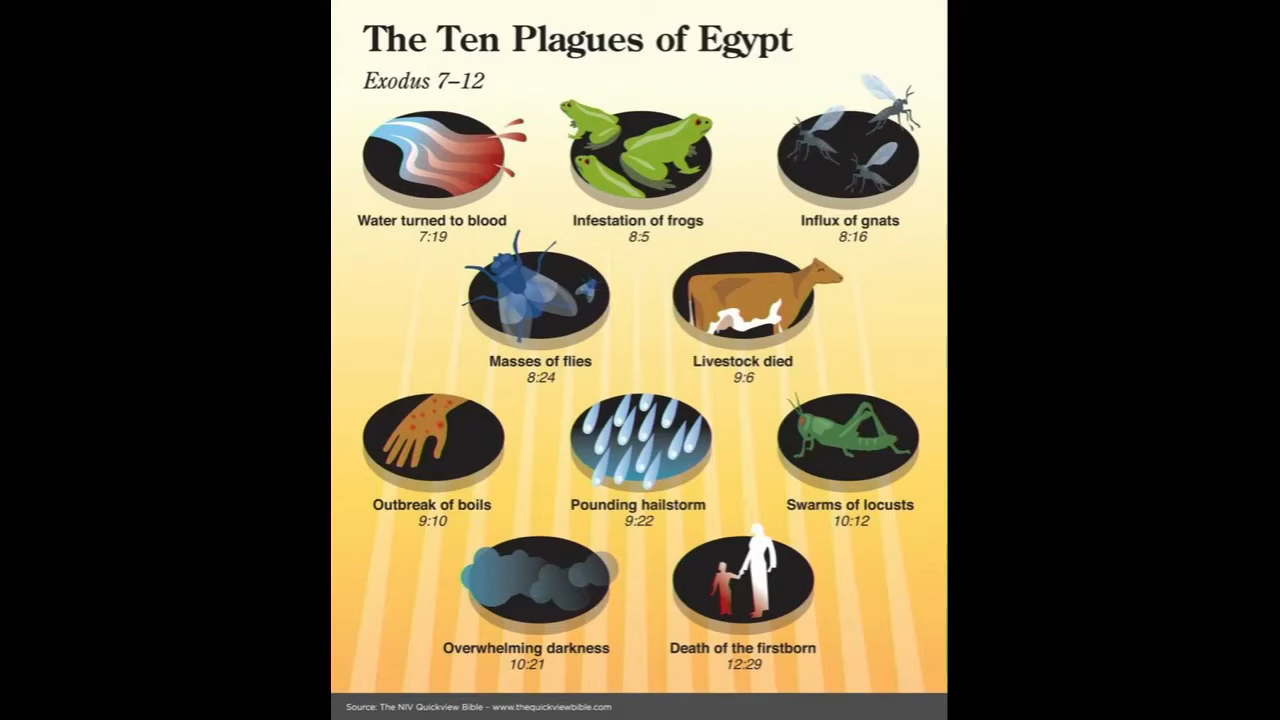 The Ten Plagues of Egypt
Exodus 7–12
Water turned to blood
7:19
Infestation of frogs
8:5
Influx of gnats
8:16
Masses of flies
8:24
Livestock died
9:6
Outbreak of boils
9:10
Pounding hailstorm
9:22
Swarms of locusts
10:12
Overwhelming darkness
10:21
Death of the firstborn
12:29
Source: The NIV Quickview Bible - www.thequickviewbible.com